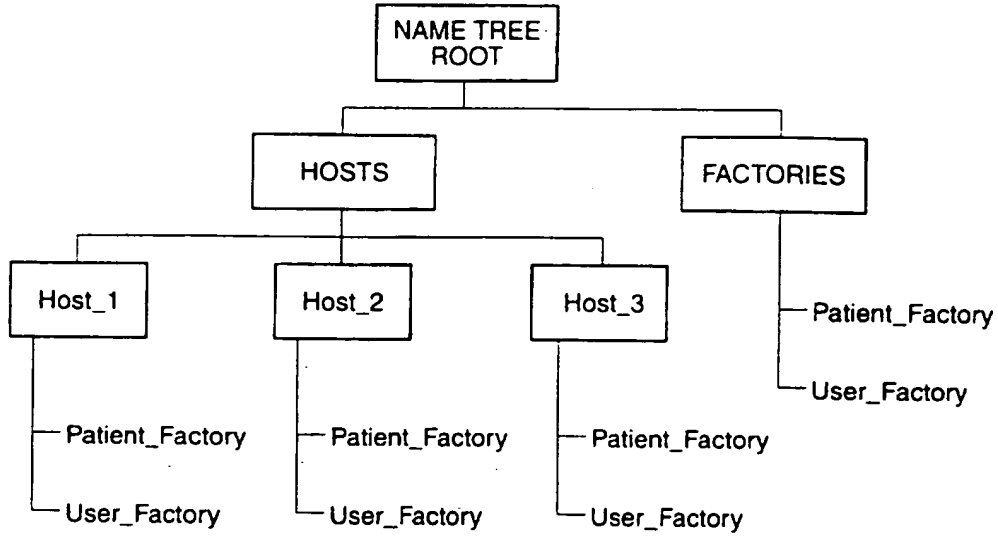 NAME TREE
ROOT
HOSTS
FACTORIES
Host_1
Host_2
Host_3
Patient_Factory
User_Factory
Patient_Factory
Patient_Factory
Patient_Factory
User_Factory
User_Factory
User_Factory